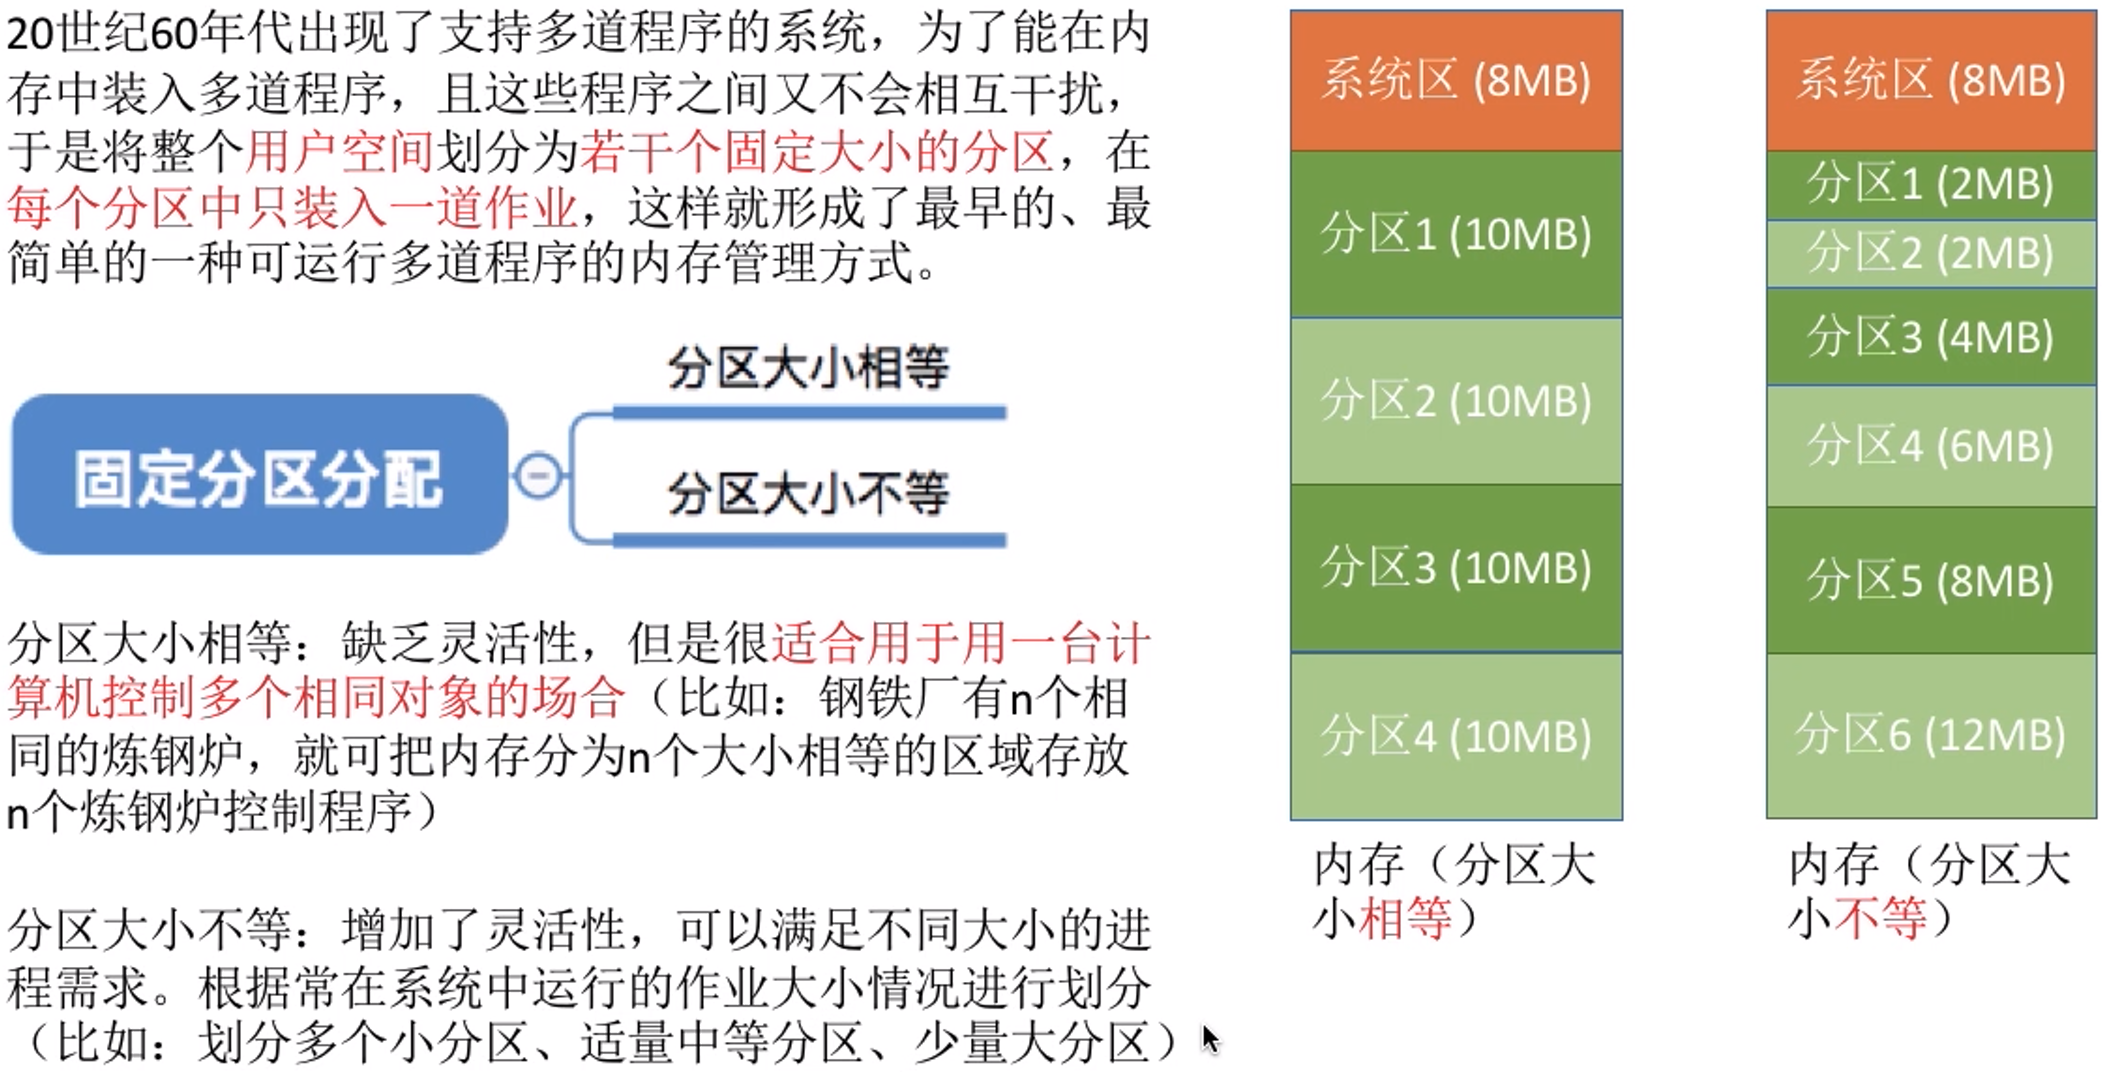 20世纪60年代出现了支持多道程序的系统，为了能在内
存中装入多道程序，且这些程序之间又不会相互干扰，
于是将整个用户空间划分为若干个固定大小的分区，在
每个分区中只装入一道作业，这样就形成了最早的、最
简单的一种可运行多道程序的内存管理方式。
固定分区分配
分区大小相等
分区大小不等
分区大小相等：缺乏灵活性，但是很适合用于用一台计
算机控制多个相同对象的场合（比如：钢铁厂有n个相
同的炼钢炉，就可把内存分为n个大小相等的区域存放
n个炼钢炉控制程序）
分区大小不等：增加了灵活性，可以满足不同大小的进
程需求。根据常在系统中运行的作业大小情况进行划分
（比如：划分多个小分区、适量中等分区、少量大分区）
系统区 (8MB)
分区1 (10MB)
分区2 (10MB)
分区3 (10MB)
分区4 (10MB)
内存（分区大
小相等）
系统区 (8MB)
分区1 (2MB)
分区2 (2MB)
分区3 (4MB)
分区4 (6MB)
分区5 (8MB)
分区6 (12MB)
内存（分区大
小不等）